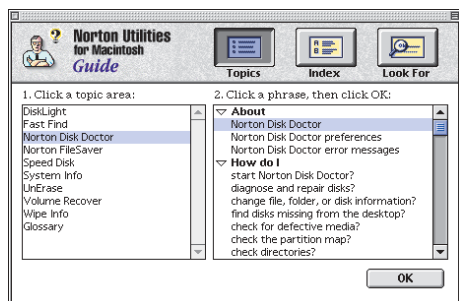 ?
Norton Utilities
for Macintosh
Guide
Topics
Index
Look For
1. Click a topic area:
DiskLight
Fast Find
Norton Disk Doctor
Norton FileSaver
Speed Disk
System Info
UnErase
Volume Recover
Wipe Info
Glossary
2. Click a phrase, then click OK:
About
Norton Disk Doctor
Norton Disk Doctor preferences
Norton Disk Doctor error messages
How do I
start Norton Disk Doctor?
diagnose and repair disks?
change file, folder, or disk information?
find disks missing from the desktop?
check for defective media?
check the partition map?
check directories?
OK